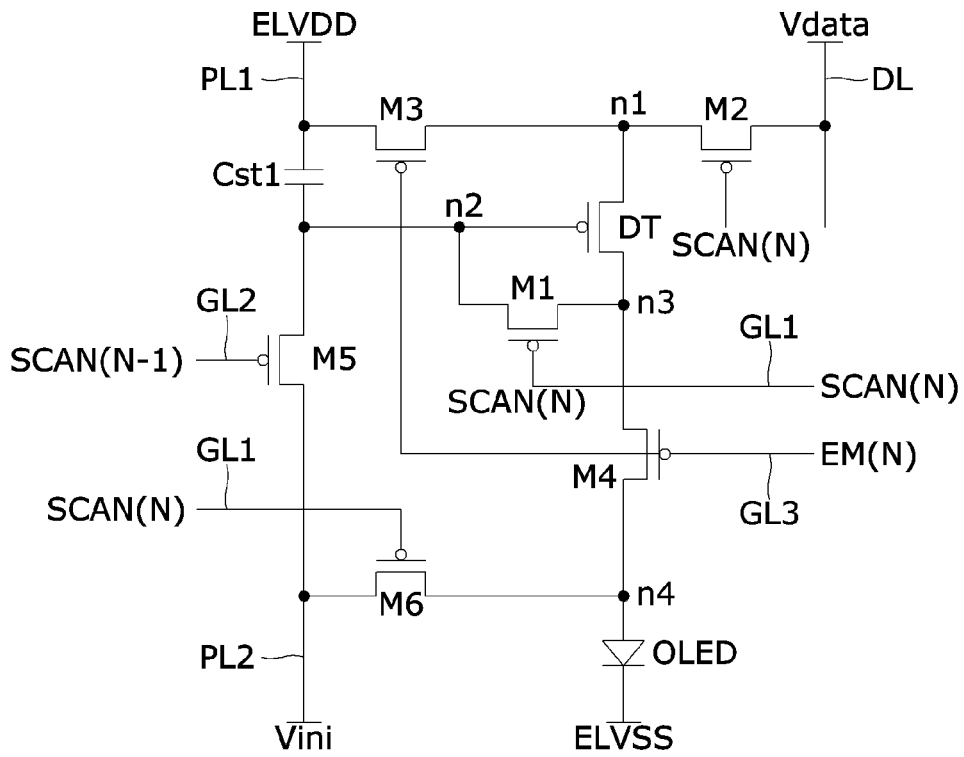 ELVDD
Vdata
PL1
DL
M3
n1
M2
Cst1
n2
DT
SCAN(N)
M1
n3
GL2
GL1
SCAN(N-1)
M5
SCAN(N)
SCAN(N)
GL1
EM(N)
M4
SCAN(N)
GL3
M6
n4
PL2
OLED
Vini
ELVSS